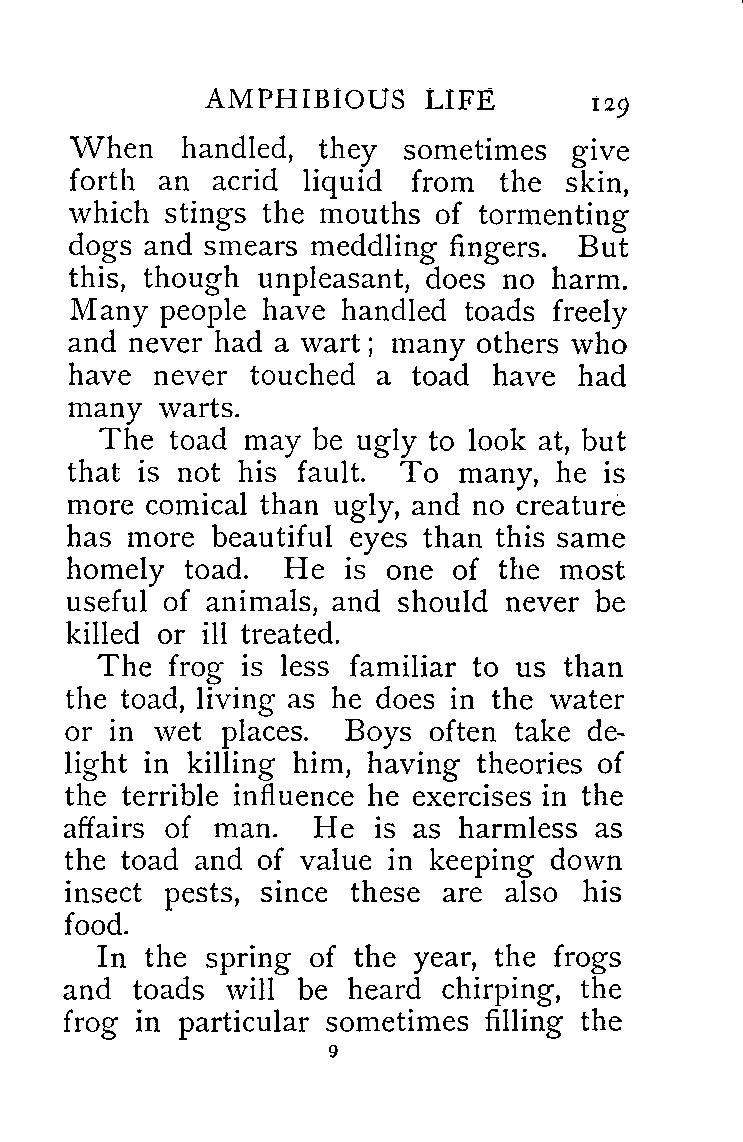 AMPHIBIOUS LIFE 129
When handled, they sometimes give
forth an acrid liquid from the skin,
which stings the mouths of tormenting
dogs and smears meddling fingers. But
this, though unpleasant, does no harm.
Many people have handled toads freely
and never had a wart; many others who
have never touched a toad have had
many warts.
The toad may be ugly to look at, but
that is not his fault. To many, he is
more comical than ugly, and no creature
has more beautiful eyes than this same
homely toad. He is one of the most
useful of animals, and should never be
killed or ill treated.
The frog is less familiar to us than
the toad, living as he does in the water
or in wet places. Boys often take de-
light in killing him, having theories of
the terrible influence he exercises in the
affairs of man. He is as harmless as
the toad and of value in keeping down
insect pests, since these are also his
food.
In the spring of the year, the frogs
and toads will be heard chirping, the
frog in particular sometimes filling the
9